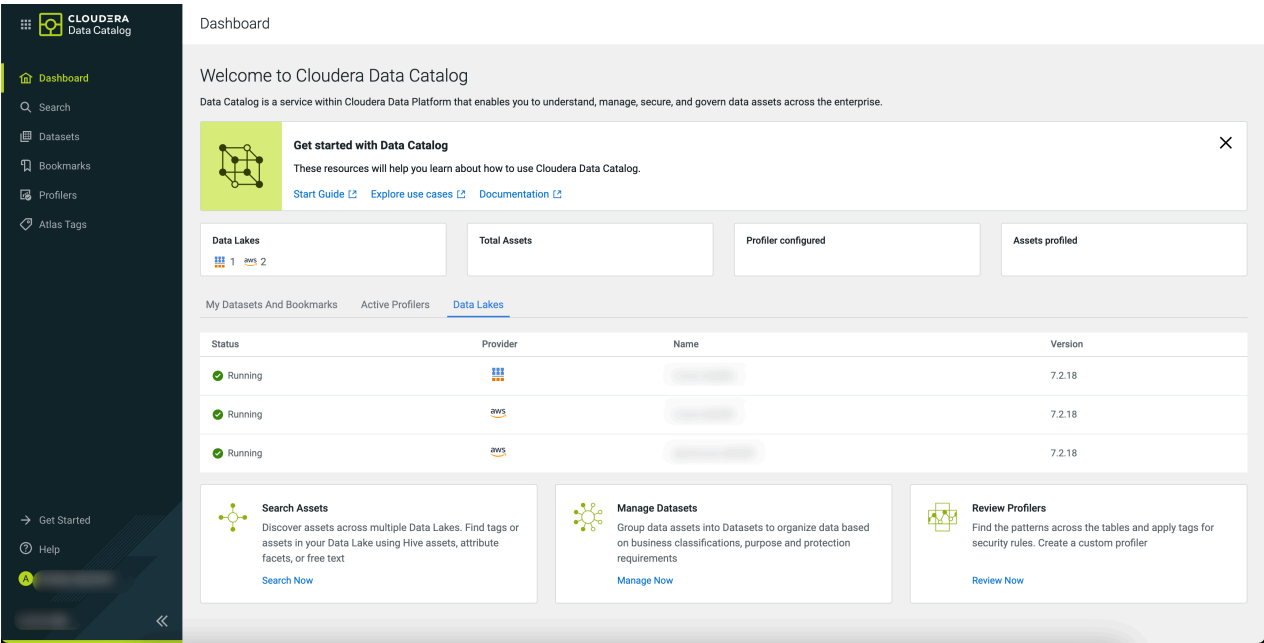 CLOUDERA
Data Catalog
Dashboard
Search
Datasets
Bookmarks
Profilers
Atlas Tags
Get Started
Help
A
Dashboard
Welcome to Cloudera Data Catalog
Data Catalog is a service within Cloudera Data Platform that enables you to understand, manage, secure, and govern data assets across the enterprise.
Get started with Data Catalog
These resources will help you learn about how to use Cloudera Data Catalog.
Start Guide Explore use cases Documentation
Data Lakes
1 aws 2
Total Assets
Profiler configured
Assets profiled
My Datasets And Bookmarks Active Profilers Data Lakes
Status Provider Name Version
Running 7.2.18
Running aws 7.2.18
Running aws 7.2.18
Search Assets
Discover assets across multiple Data Lakes. Find tags or
assets in your Data Lake using Hive assets, attribute
facets, or free text
Search Now
Manage Datasets
Group data assets into Datasets to organize data based
on business classifications, purpose and protection
requirements
Manage Now
Review Profilers
Find the patterns across the tables and apply tags for
security rules. Create a custom profiler
Review Now